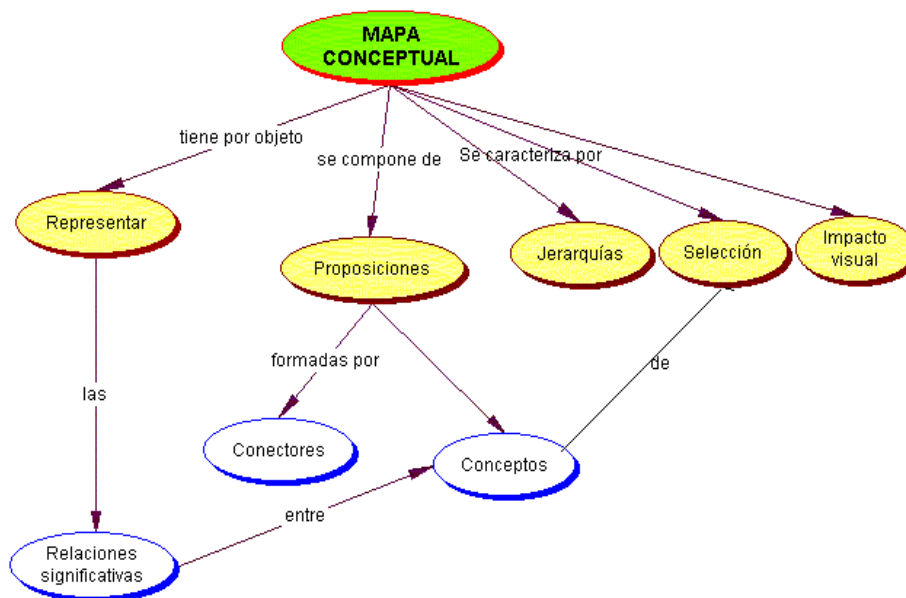 MAPA
CONCEPTUAL
tiene por objeto
se compone de
Se caracteriza por
Representar
Proposiciones
Jerarquías
Selección
Impacto
visual
formadas por
de
las
Conectores
Conceptos
entre
Relaciones
significativas